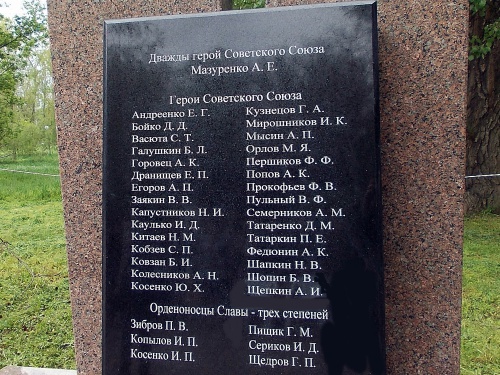 Дважды герой Советского Союза
Мазуренко А. Е.
Герои Советского Союза
Андреенко Е. Г.
Бойко Д. Д.
Васюта С. Т.
Галушкин Б. Л.
Горовец А. К.
Дранищев Е. П.
Егоров А. П.
Заякин В. В.
Капустников Н. И.
Каулько И. Д.
Китаев Н. М.
Кобзев С. П.
Ковзан Б. И.
Колесников А. Н.
Косенко Ю. Х.
Кузнецов Г. А.
Мирошников И. К.
Мысин А. П.
Орлов М. Я.
Першиков Ф. Ф.
Попов А. К.
Прокофьев Ф. В.
Пульный В. Ф.
Семерников А. М.
Татаренко Д. М.
Татаркин П. Е.
Федюнин А. К.
Шапкин Н. В.
Шопин Б. В.
Щепкин А. И.
Орденоносцы Славы - трех степеней
Зибров П. В.
Копылов И. П.
Косенко И. П.
Пищик Г. М.
Сериков И. Д.
Щедров Г. П.